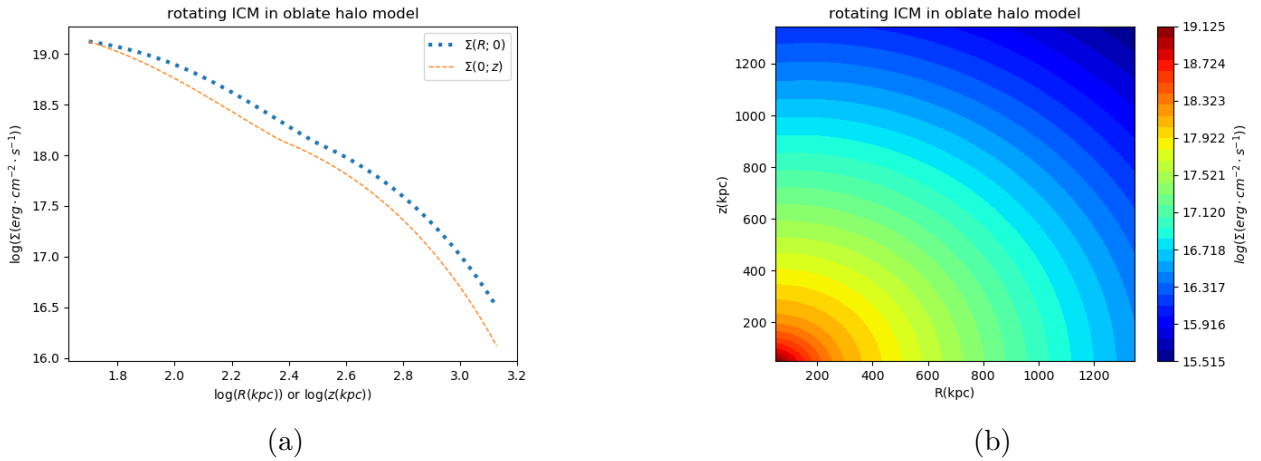 rotating ICM in oblate halo model
Σ(R; 0)
Σ(0; z)
log(Σ(erg · cm⁻² · s⁻¹))
19.0
18.5
18.0
17.5
17.0
16.5
16.0
1.8 2.0 2.2 2.4 2.6 2.8 3.0 3.2
log(R(kpc)) or log(z(kpc))
(a)
rotating ICM in oblate halo model
z(kpc)
1200
1000
800
600
400
200
200 400 600 800 1000 1200
R(kpc)
19.125
18.724
18.323
17.922
17.521
17.120
16.718
16.317
15.916
15.515
log(Σ(erg · cm⁻² · s⁻¹))
(b)